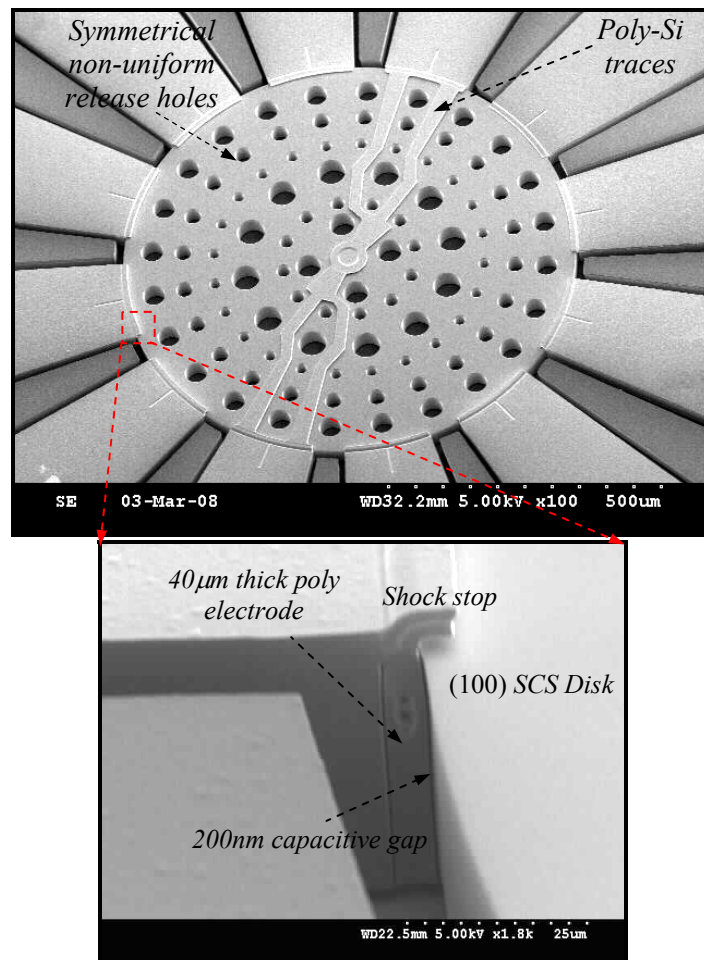 Symmetrical
non-uniform
release holes
Poly-Si
traces
SE 03-Mar-08 WD32.2mm 5.00kV x100 500um
40µm thick poly
electrode
Shock stop
(100) SCS Disk
200nm capacitive gap
WD22.5mm 5.00kV x1.8k 25um